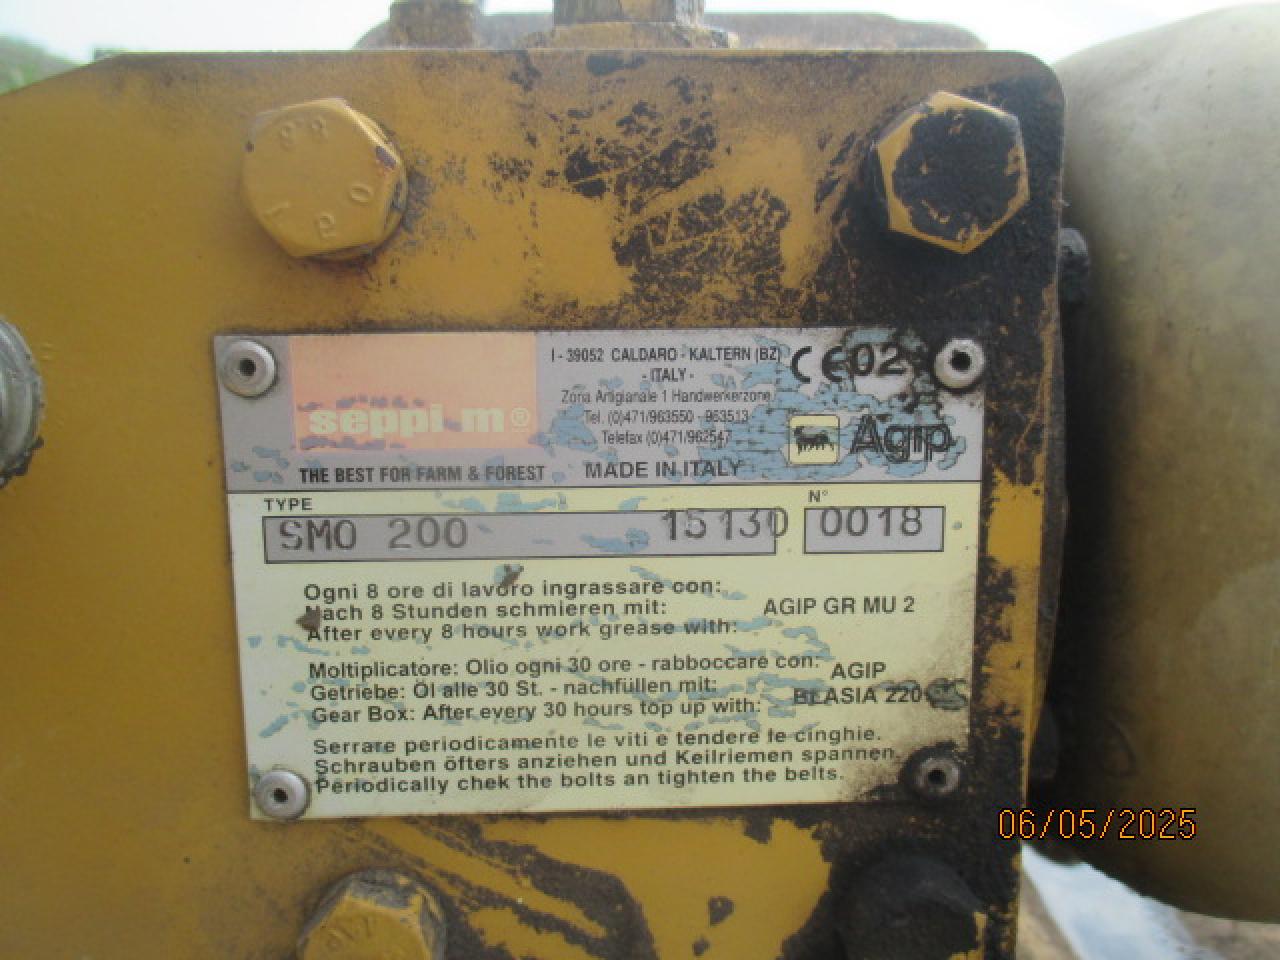 8.8
10.9
seppi m®
THE BEST FOR FARM & FOREST
I - 39052 CALDARO - KALTERN (BZ)
- ITALY -
Zona Artigianale 1 Handwerkerzone
Tel. (0)471/963550 - 963513
Telefax (0)471/962547
MADE IN ITALY
CE02
Agip
TYPE
SMO 200 15130
N°
0018
Ogni 8 ore di lavoro ingrassare con:
Nach 8 Stunden schmieren mit:
After every 8 hours work grease with:
AGIP GR MU 2
Moltiplicatore: Olio ogni 30 ore - rabboccare con:
Getriebe: Öl alle 30 St. - nachfüllen mit:
Gear Box: After every 30 hours top up with:
AGIP
BLASIA 220
Serrare periodicamente le viti e tendere le cinghie.
Schrauben öfters anziehen und Keilriemen spannen
Periodically chek the bolts an tighten the belts.
06/05/2025